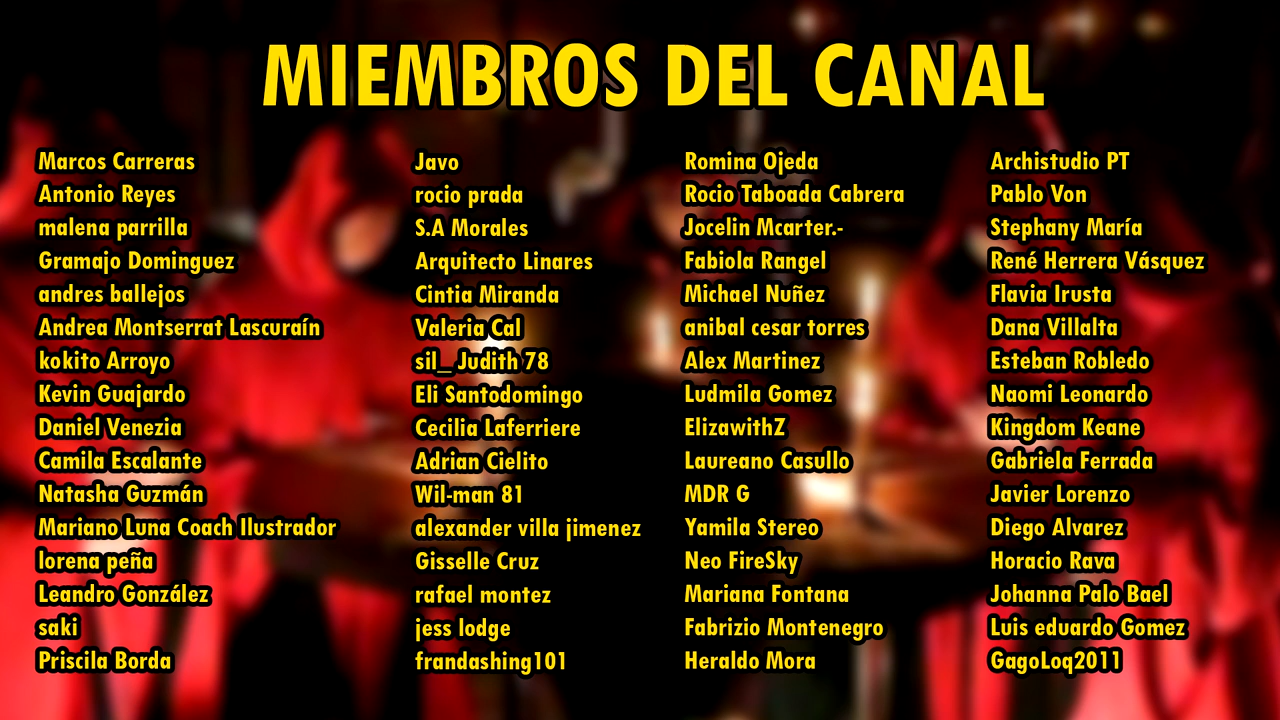 MIEMBROS DEL CANAL
Marcos Carreras
Antonio Reyes
malena parrilla
Gramajo Dominguez
andres ballejos
Andrea Montserrat Lascuraín
kokito Arroyo
Kevin Guajardo
Daniel Venezia
Camila Escalante
Natasha Guzmán
Mariano Luna Coach Ilustrador
lorena peña
Leandro González
saki
Priscila Borda
Javo
rocio prada
S.A Morales
Arquitecto Linares
Cintia Miranda
Valeria Cal
sil_ Judith 78
Eli Santodomingo
Cecilia Laferriere
Adrian Cielito
Wil-man 81
alexander villa jimenez
Gisselle Cruz
rafael montez
jess lodge
frandashing101
Romina Ojeda
Rocio Taboada Cabrera
Jocelin Mcarter.-
Fabiola Rangel
Michael Nuñez
anibal cesar torres
Alex Martinez
Ludmila Gomez
ElizawithZ
Laureano Casullo
MDR G
Yamila Stereo
Neo FireSky
Mariana Fontana
Fabrizio Montenegro
Heraldo Mora
Archistudio PT
Pablo Von
Stephany María
René Herrera Vásquez
Flavia Irusta
Dana Villalta
Esteban Robledo
Naomi Leonardo
Kingdom Keane
Gabriela Ferrada
Javier Lorenzo
Diego Alvarez
Horacio Rava
Johanna Palo Bael
Luis eduardo Gomez
GagoLoq2011